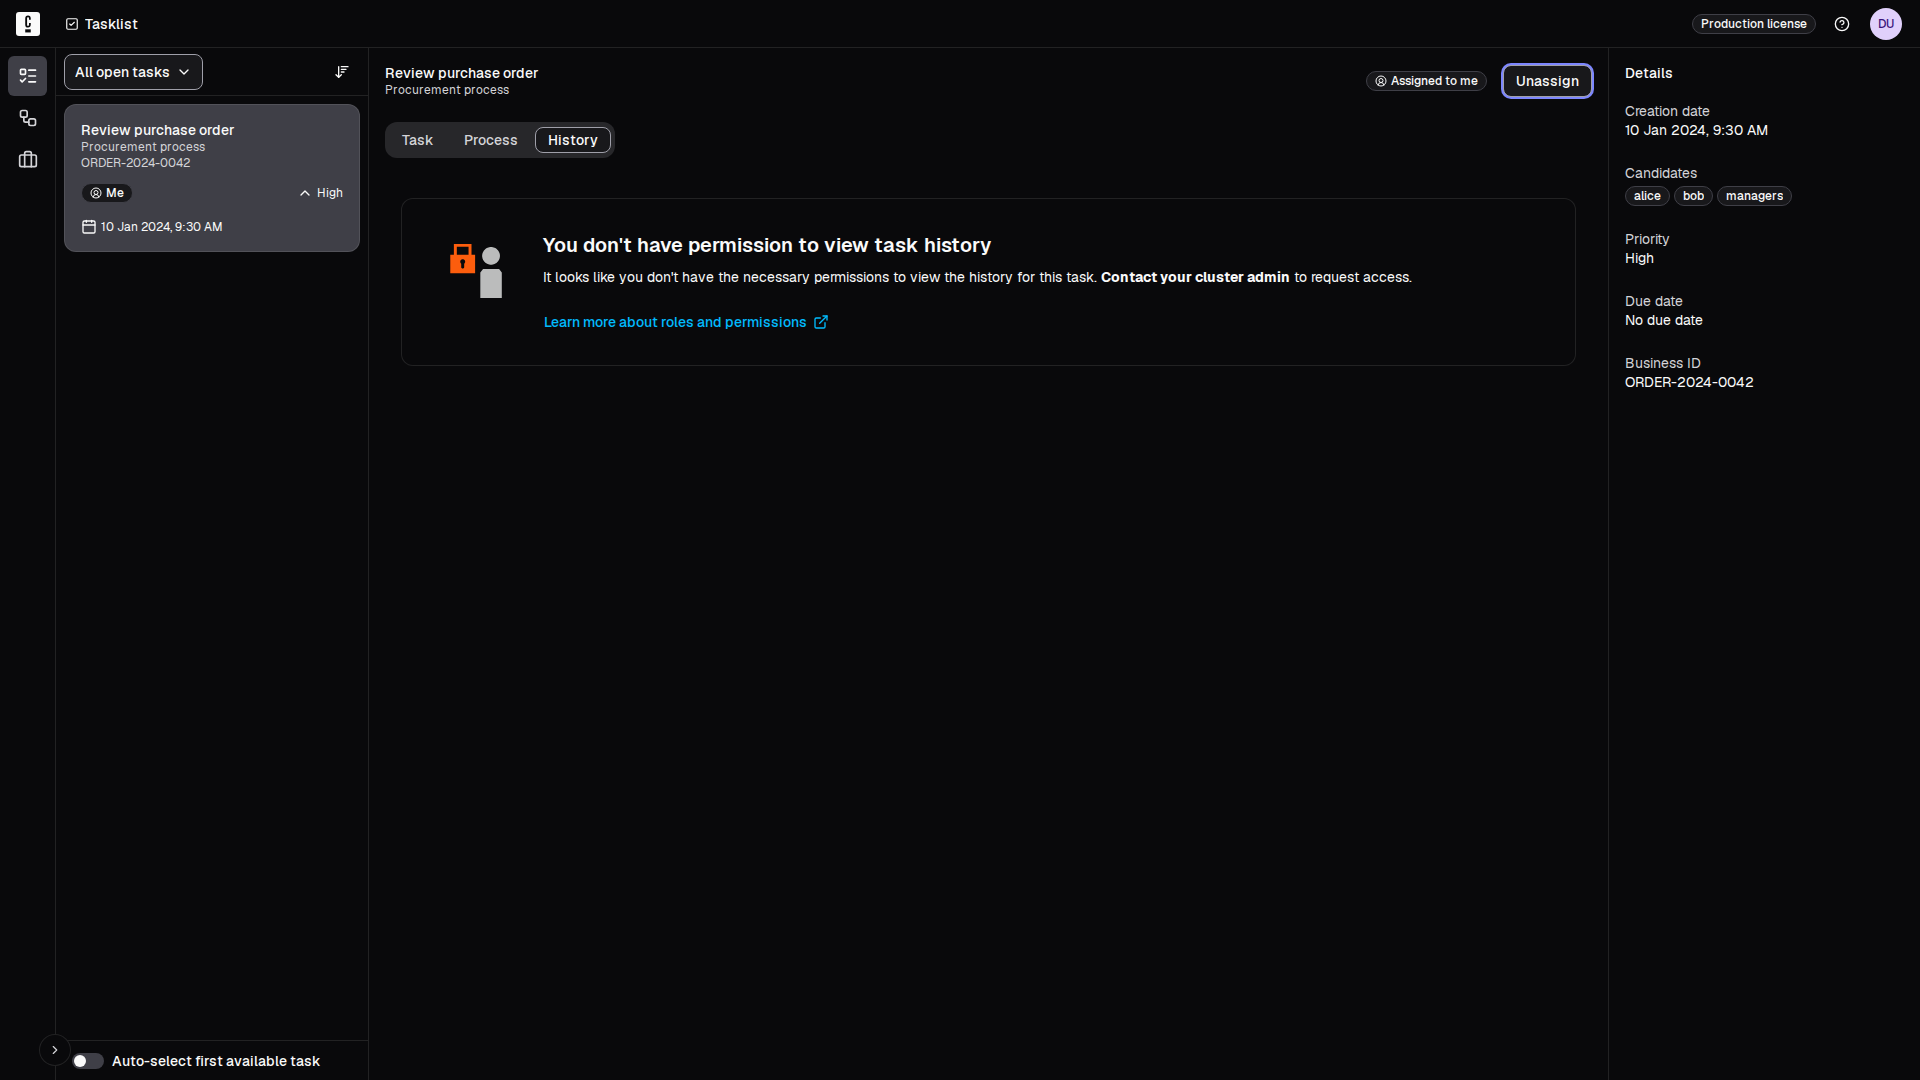 Tasklist
Production license
DU
All open tasks
Review purchase order
Procurement process
ORDER-2024-0042
Me
High
10 Jan 2024, 9:30 AM
Auto-select first available task
Review purchase order
Procurement process
Assigned to me
Unassign
Task
Process
History
You don't have permission to view task history
It looks like you don't have the necessary permissions to view the history for this task. Contact your cluster admin to request access.
Learn more about roles and permissions
Details
Creation date
10 Jan 2024, 9:30 AM
Candidates
alice
bob
managers
Priority
High
Due date
No due date
Business ID
ORDER-2024-0042